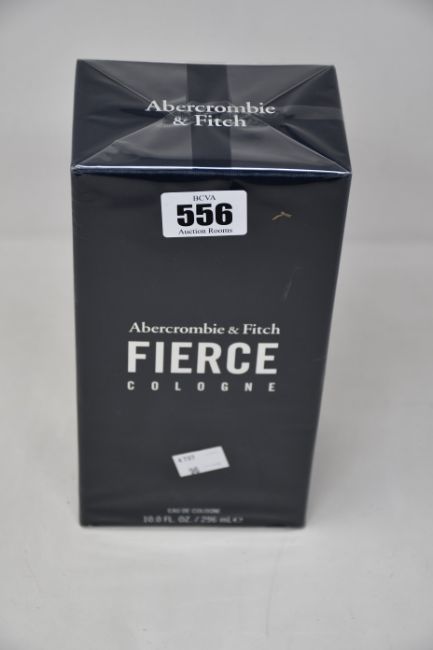 Abercrombie
& Fitch
BCVA
556
Auction Rooms
Abercrombie & Fitch
FIERCE
COLOGNE
EAU DE COLOGNE
10.0 FL. OZ. / 296 mL ℮